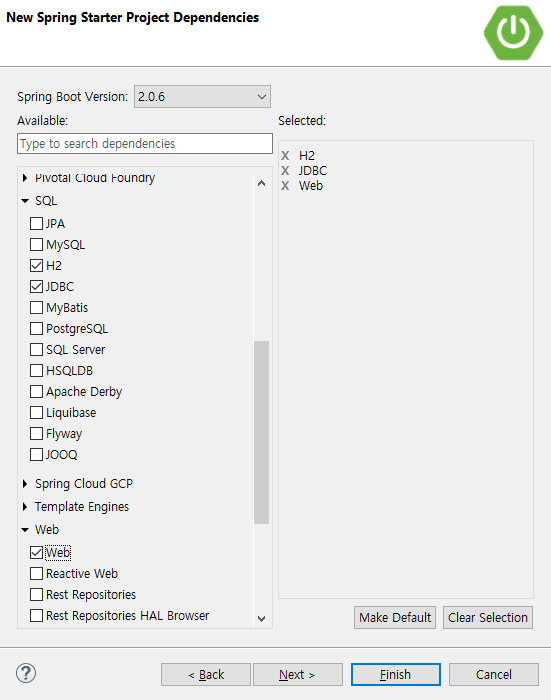 New Spring Starter Project Dependencies
Spring Boot Version: 2.0.6
Available:
Type to search dependencies
Pivotal Cloud Foundry
SQL
JPA
MySQL
H2
JDBC
MyBatis
PostgreSQL
SQL Server
HSQLDB
Apache Derby
Liquibase
Flyway
JOOQ
Spring Cloud GCP
Template Engines
Web
Web
Reactive Web
Rest Repositories
Rest Repositories HAL Browser
Selected:
X H2
X JDBC
X Web
Make Default Clear Selection
? < Back Next > Finish Cancel